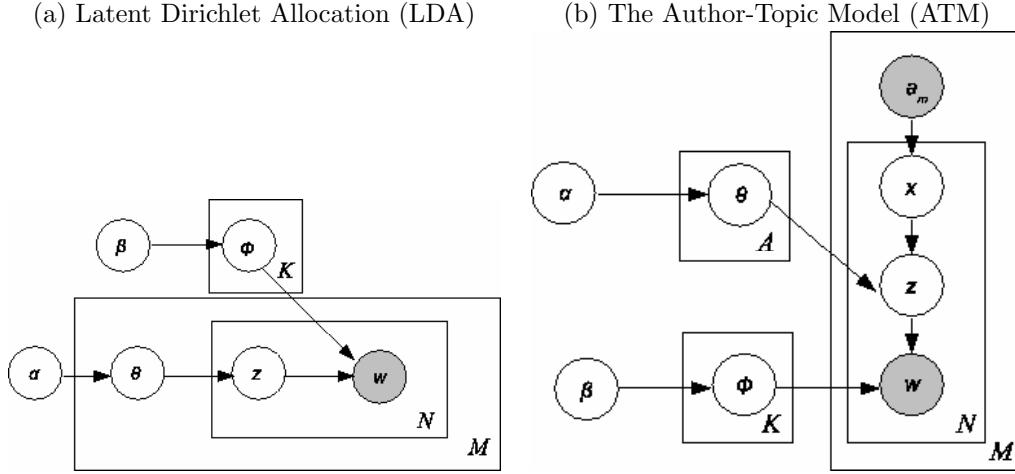 (a) Latent Dirichlet Allocation (LDA)
β
ϕ
K
α
θ
z
w
N
M
(b) The Author-Topic Model (ATM)
a_m
x
α
θ
A
z
β
ϕ
K
w
N
M